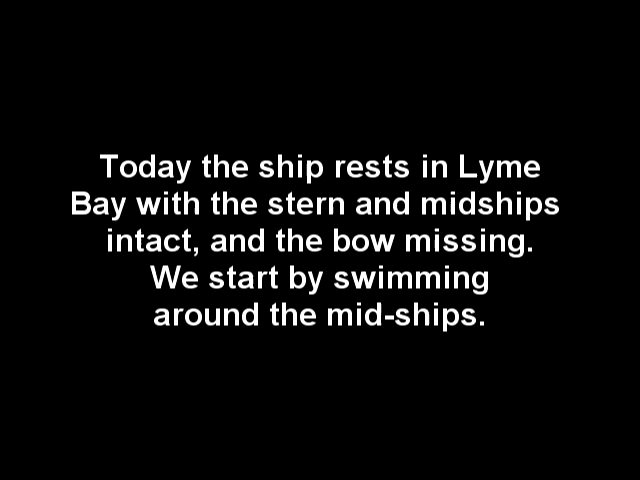 Today the ship rests in Lyme
Bay with the stern and midships
intact, and the bow missing.
We start by swimming
around the mid-ships.